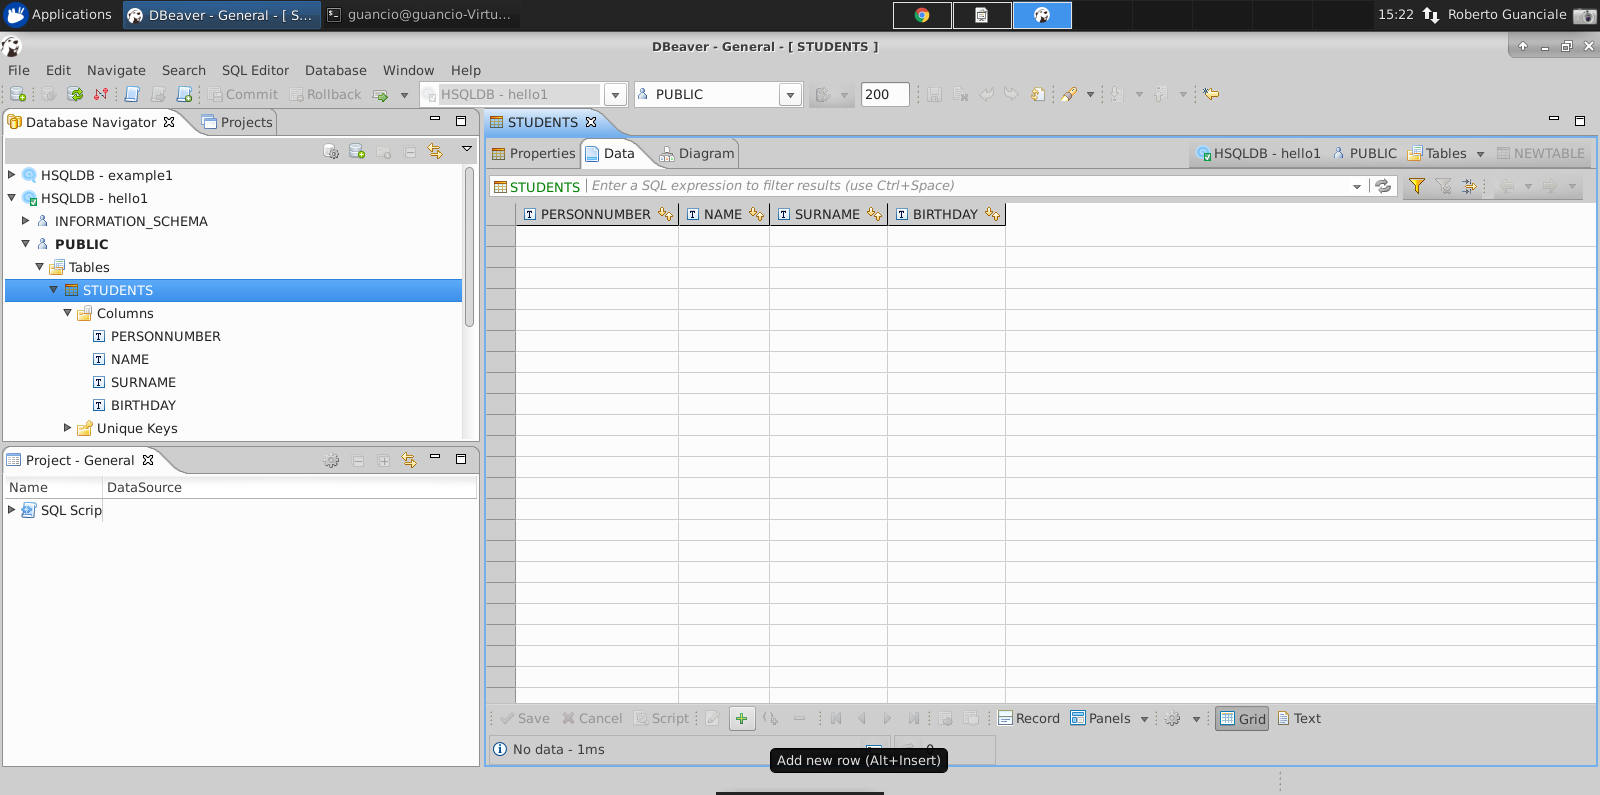 Applications DBeaver - General - [ S... guancio@guancio-Virtu... 15:22 Roberto Guanciale
DBeaver - General - [ STUDENTS ]
File Edit Navigate Search SQL Editor Database Window Help
Commit Rollback HSQLDB - hello1 PUBLIC 200
Database Navigator Projects
STUDENTS
Properties Data Diagram HSQLDB - hello1 PUBLIC Tables NEWTABLE
STUDENTS Enter a SQL expression to filter results (use Ctrl+Space)
PERSONNUMBER NAME SURNAME BIRTHDAY
HSQLDB - example1
HSQLDB - hello1
INFORMATION_SCHEMA
PUBLIC
Tables
STUDENTS
Columns
PERSONNUMBER
NAME
SURNAME
BIRTHDAY
Unique Keys
Project - General
Name DataSource
SQL Scrip
Save Cancel Script Record Panels Grid Text
No data - 1ms
Add new row (Alt+Insert)